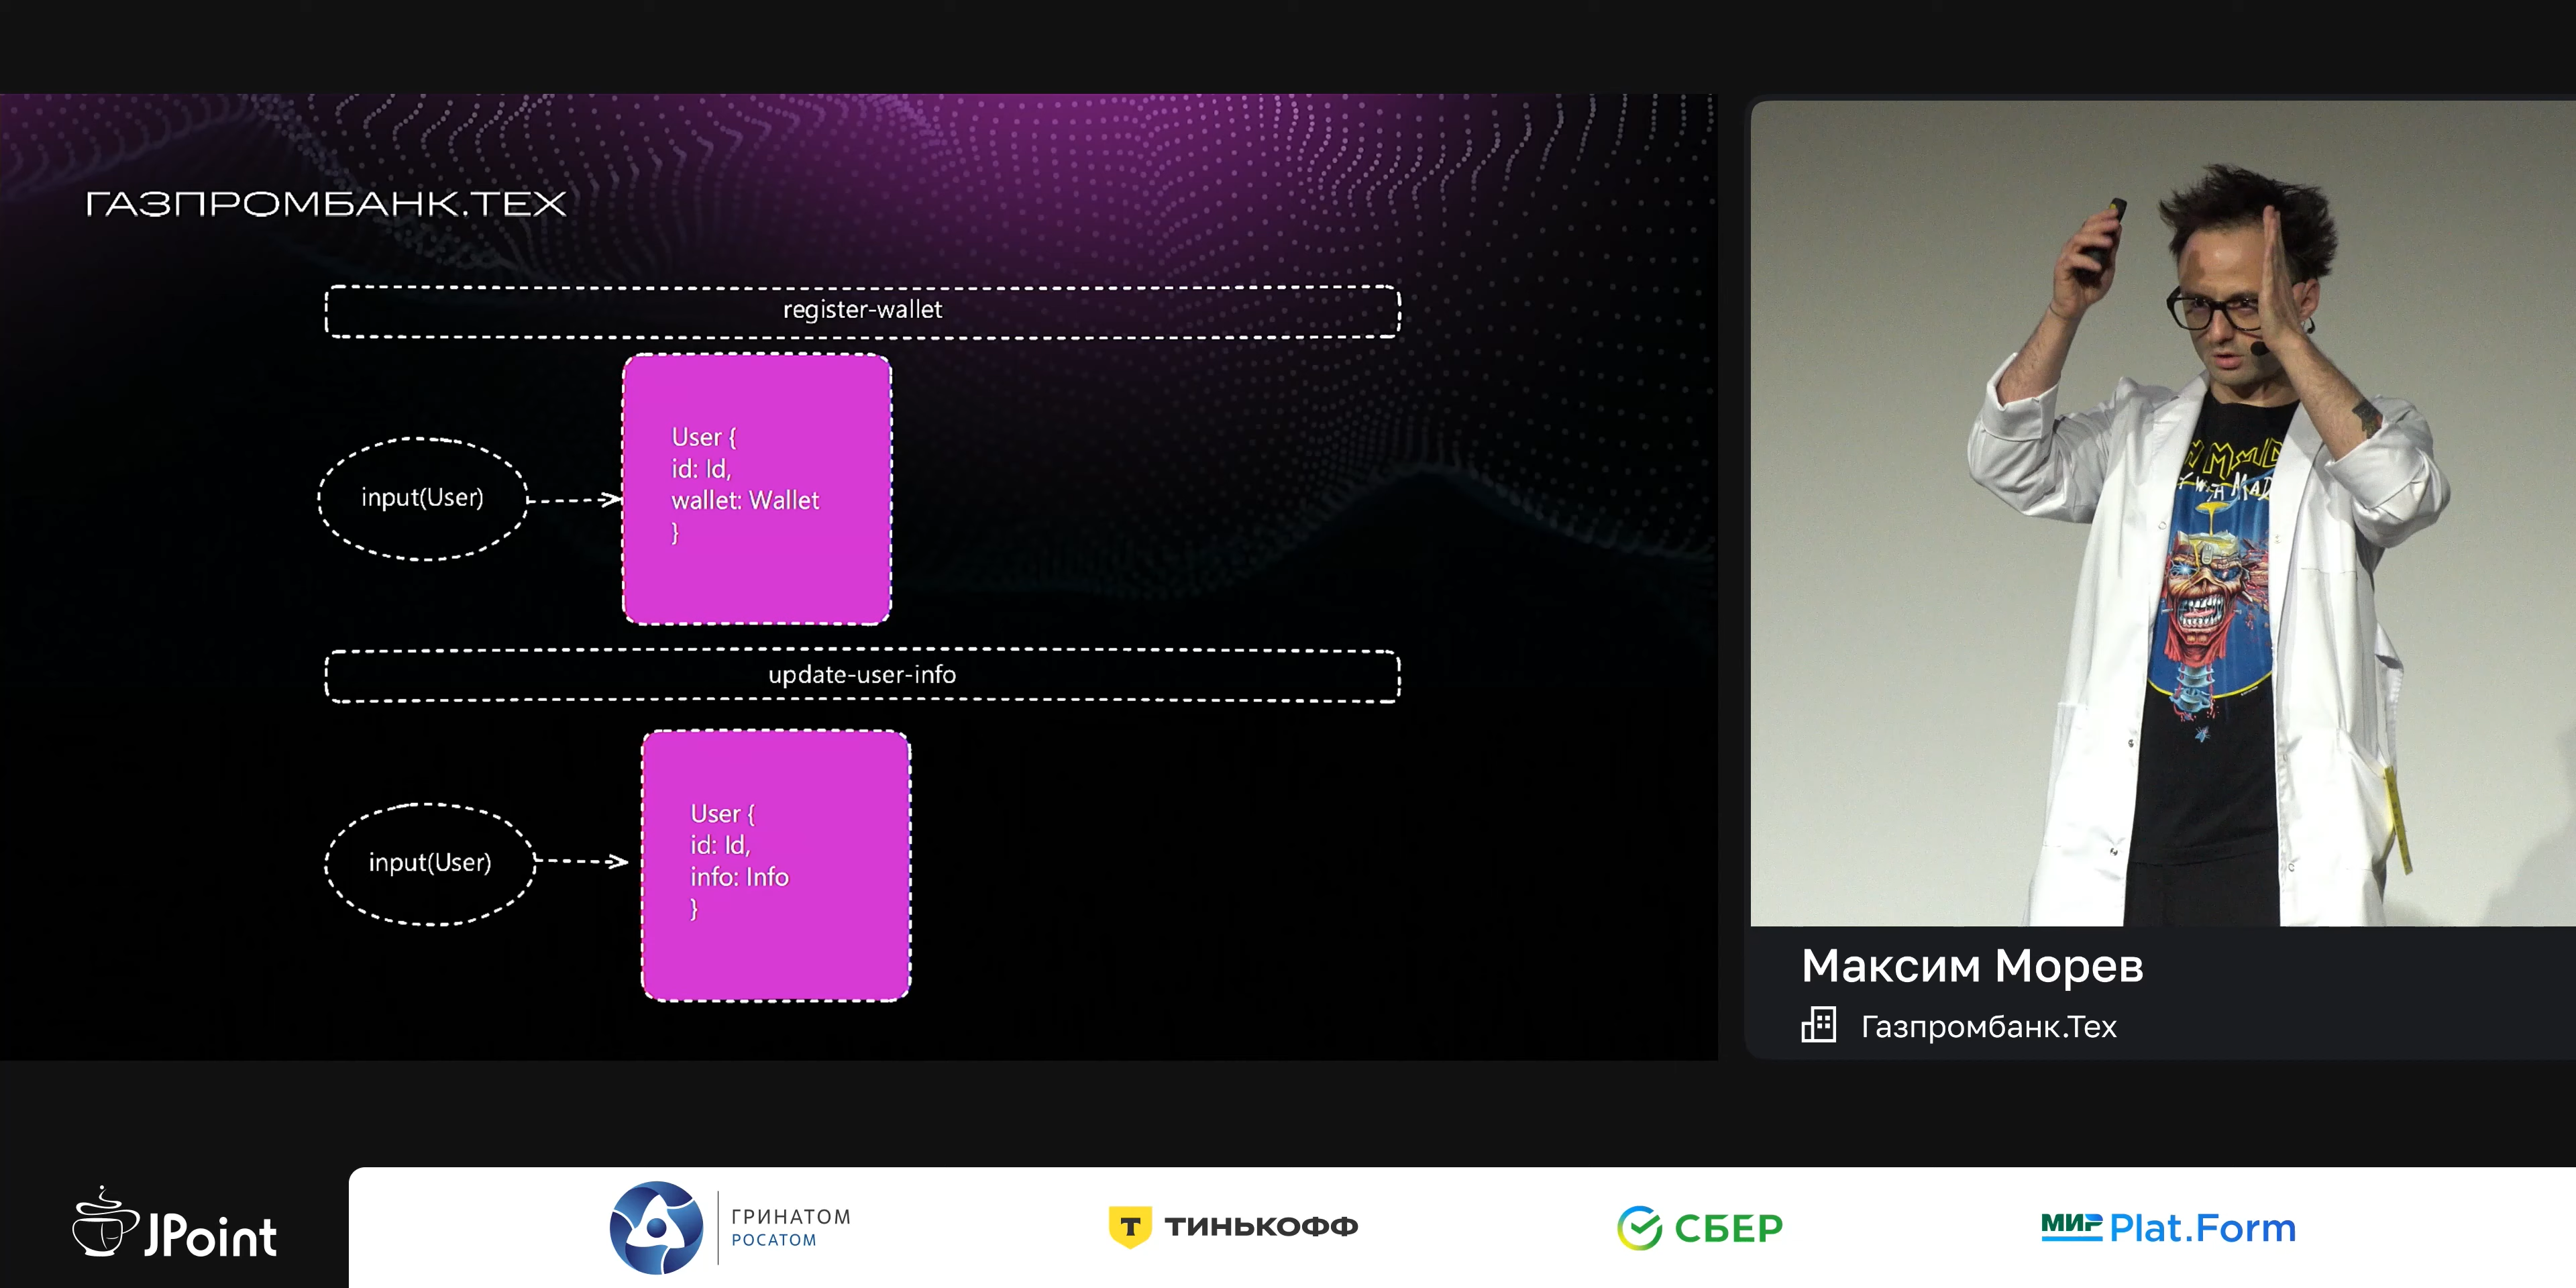 ГАЗПРОМБАНК.ТЕХ
register-wallet
input(User)
User {
id: Id,
wallet: Wallet
}
update-user-info
input(User)
User {
id: Id,
info: Info
}
Максим Морев
Газпромбанк.Тех
JPoint
ГРИНАТОМ
РОСАТОМ
Т ТИНЬКОФФ
СБЕР
МИР Plat.Form